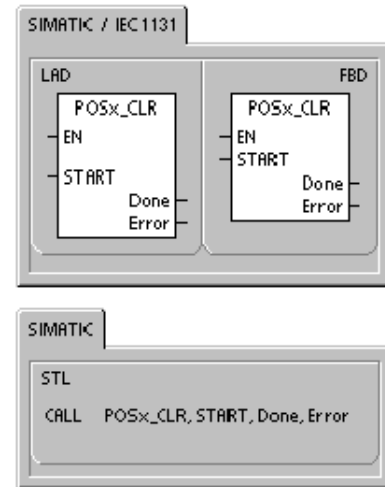 SIMATIC / IEC1131
LAD
FBD
POSx_CLR
EN
START
Done
Error
POSx_CLR
EN
START
Done
Error
SIMATIC
STL
CALL POSx_CLR, START, Done, Error